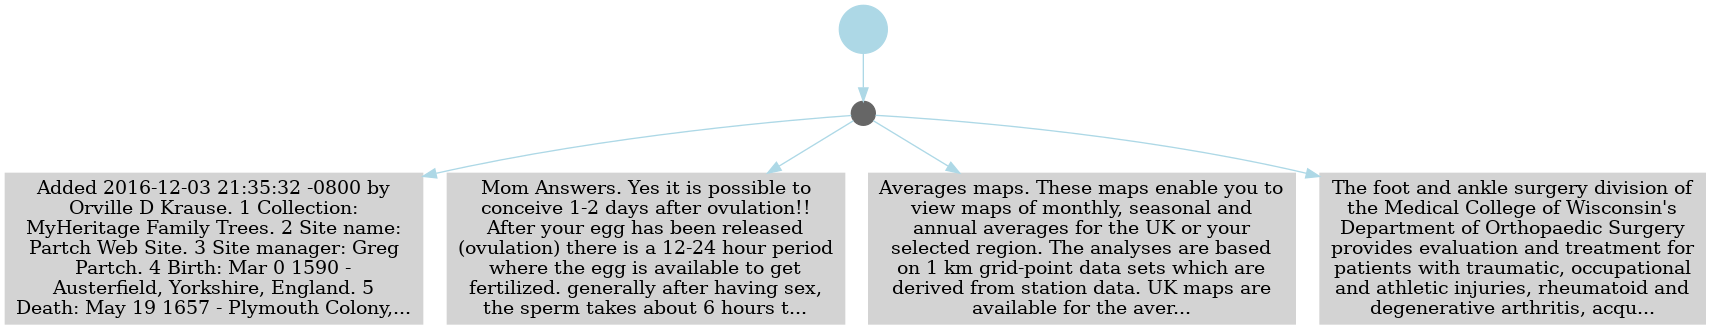 Added 2016-12-03 21:35:32 -0800 by
Orville D Krause. 1 Collection:
MyHeritage Family Trees. 2 Site name:
Partch Web Site. 3 Site manager: Greg
Partch. 4 Birth: Mar 0 1590 -
Austerfield, Yorkshire, England. 5
Death: May 19 1657 - Plymouth Colony,...
Mom Answers. Yes it is possible to
conceive 1-2 days after ovulation!!
After your egg has been released
(ovulation) there is a 12-24 hour period
where the egg is available to get
fertilized. generally after having sex,
the sperm takes about 6 hours t...
Averages maps. These maps enable you to
view maps of monthly, seasonal and
annual averages for the UK or your
selected region. The analyses are based
on 1 km grid-point data sets which are
derived from station data. UK maps are
available for the aver...
The foot and ankle surgery division of
the Medical College of Wisconsin's
Department of Orthopaedic Surgery
provides evaluation and treatment for
patients with traumatic, occupational
and athletic injuries, rheumatoid and
degenerative arthritis, acqu...